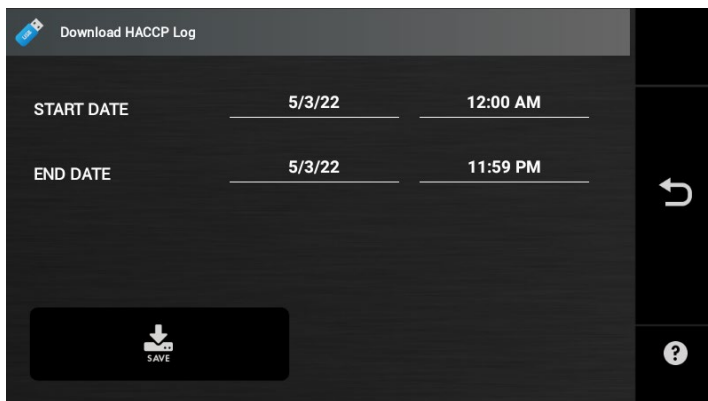 USB
Download HACCP Log
START DATE 5/3/22 12:00 AM
END DATE 5/3/22 11:59 PM
SAVE
?